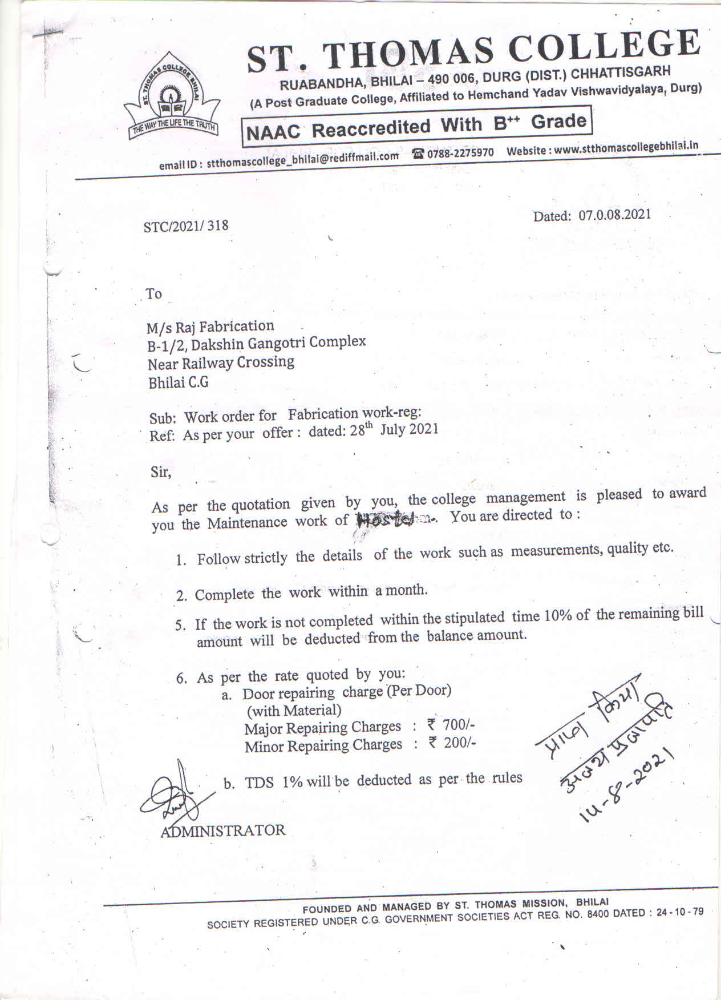 ST. THOMAS COLLEGE BHILAI
THE WAY THE LIFE THE TRUTH
ST. THOMAS COLLEGE
RUABANDHA, BHILAI – 490 006, DURG (DIST.) CHHATTISGARH
(A Post Graduate College, Affiliated to Hemchand Yadav Vishwavidyalaya, Durg)
NAAC Reaccredited With B++ Grade
email ID : stthomascollege_bhilai@rediffmail.com ☎ 0788-2275970 Website : www.stthomascollegebhilai.in
STC/2021/ 318
Dated: 07.0.08.2021
To
M/s Raj Fabrication
B-1/2, Dakshin Gangotri Complex
Near Railway Crossing
Bhilai C.G
Sub: Work order for Fabrication work-reg:
Ref: As per your offer : dated: 28th July 2021
Sir,
As per the quotation given by you, the college management is pleased to award
you the Maintenance work of Hostel. You are directed to :
1. Follow strictly the details of the work such as measurements, quality etc.
2. Complete the work within a month.
5. If the work is not completed within the stipulated time 10% of the remaining bill
amount will be deducted from the balance amount.
6. As per the rate quoted by you:
a. Door repairing charge (Per Door)
(with Material)
Major Repairing Charges : ₹ 700/-
Minor Repairing Charges : ₹ 200/-
b. TDS 1% will be deducted as per the rules
प्राप्त किया
अजय प्रजापति
14-8-2021
ADMINISTRATOR
FOUNDED AND MANAGED BY ST. THOMAS MISSION, BHILAI
SOCIETY REGISTERED UNDER C.G. GOVERNMENT SOCIETIES ACT REG. NO. 8400 DATED : 24-10-79